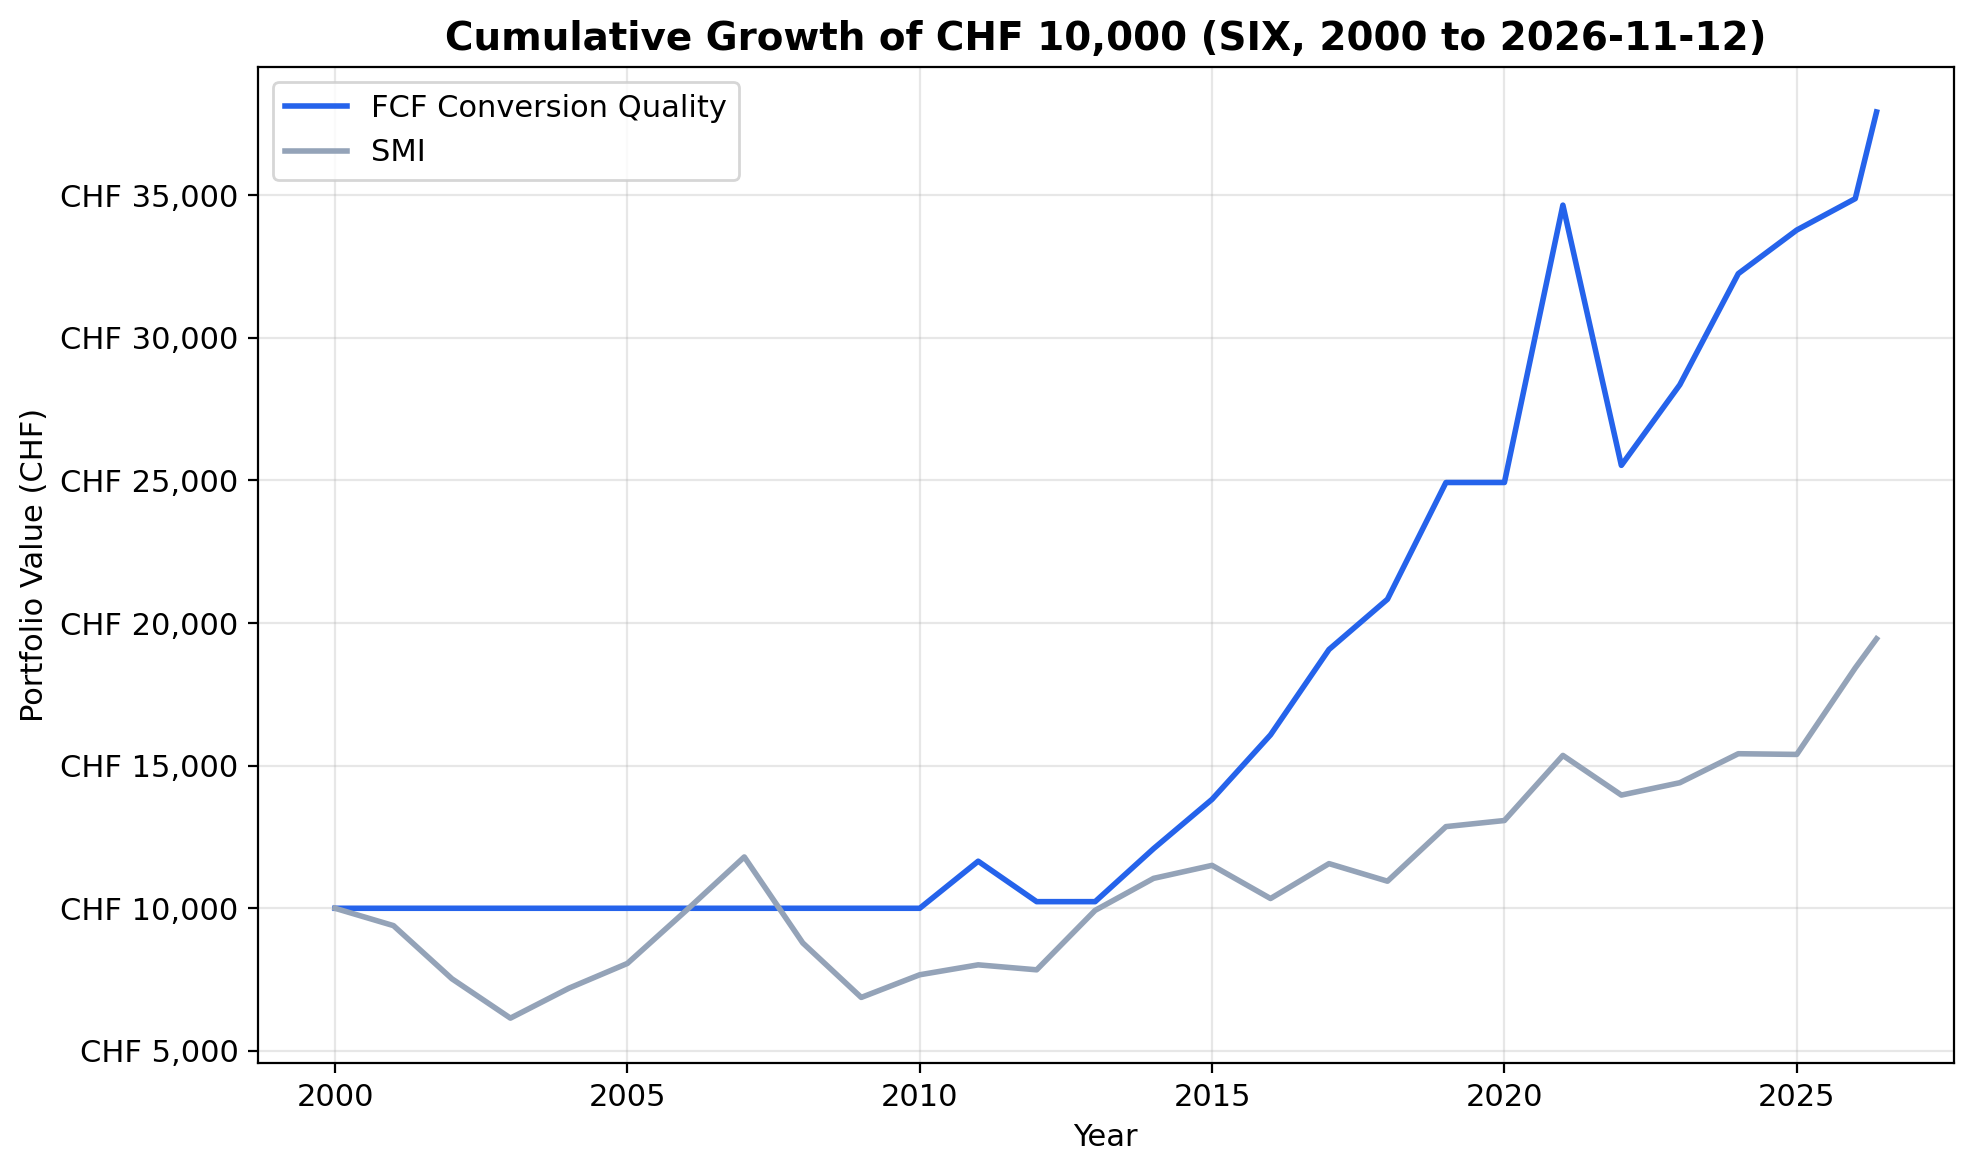 Cumulative Growth of CHF 10,000 (SIX, 2000 to 2026-11-12)
FCF Conversion Quality
SMI
CHF 35,000
CHF 30,000
CHF 25,000
CHF 20,000
CHF 15,000
CHF 10,000
CHF 5,000
Portfolio Value (CHF)
2000 2005 2010 2015 2020 2025
Year